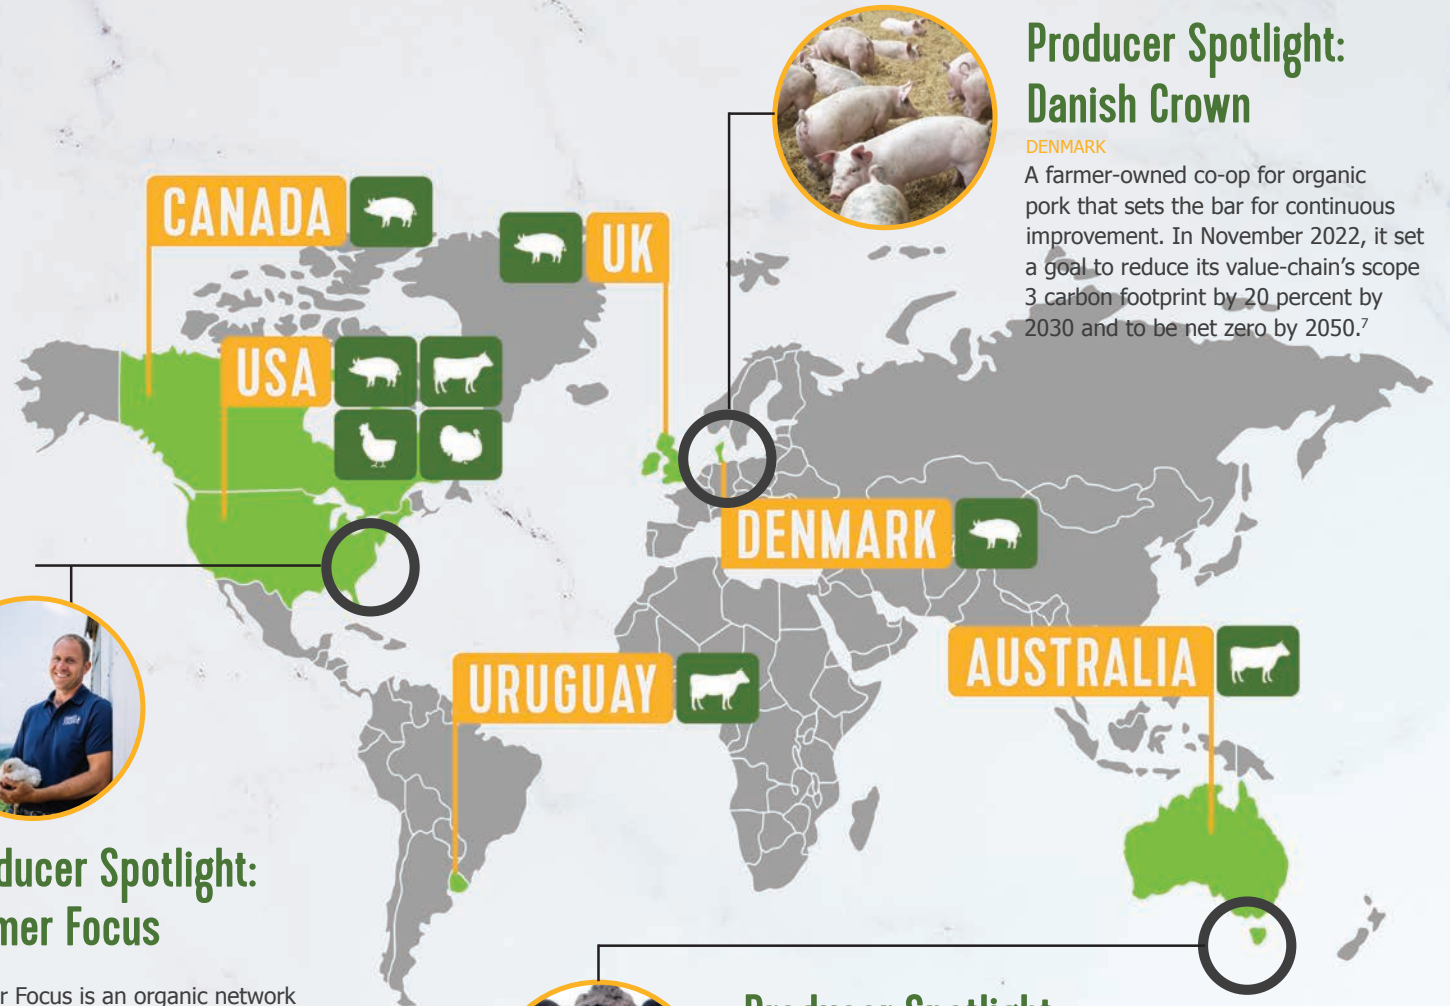 Producer Spotlight:
Danish Crown
DENMARK
A farmer-owned co-op for organic
pork that sets the bar for continuous
improvement. In November 2022, it set
a goal to reduce its value-chain's scope
3 carbon footprint by 20 percent by
2030 and to be net zero by 2050.7
CANADA
UK
USA
DENMARK
URUGUAY
AUSTRALIA
ducer Spotlight:
mer Focus
r Focus is an organic network
Producer Spotlight